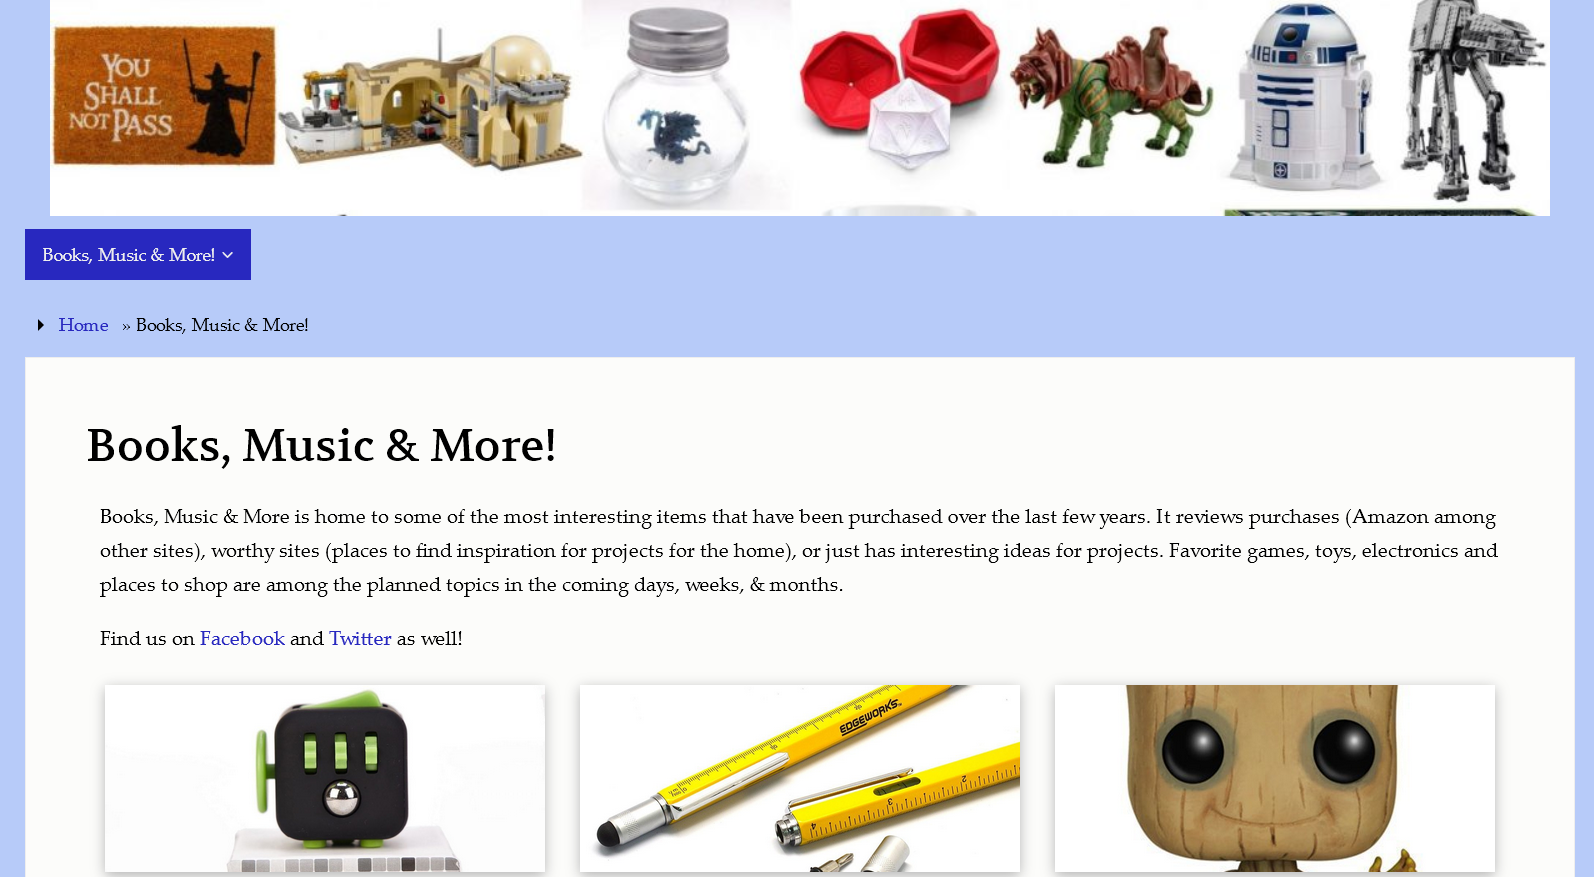 YOU
SHALL
NOT PASS
Books, Music & More!
Home » Books, Music & More!
Books, Music & More!
Books, Music & More is home to some of the most interesting items that have been purchased over the last few years. It reviews purchases (Amazon among
other sites), worthy sites (places to find inspiration for projects for the home), or just has interesting ideas for projects. Favorite games, toys, electronics and
places to shop are among the planned topics in the coming days, weeks, & months.
Find us on Facebook and Twitter as well!
EDGEWORKS
2
3
4